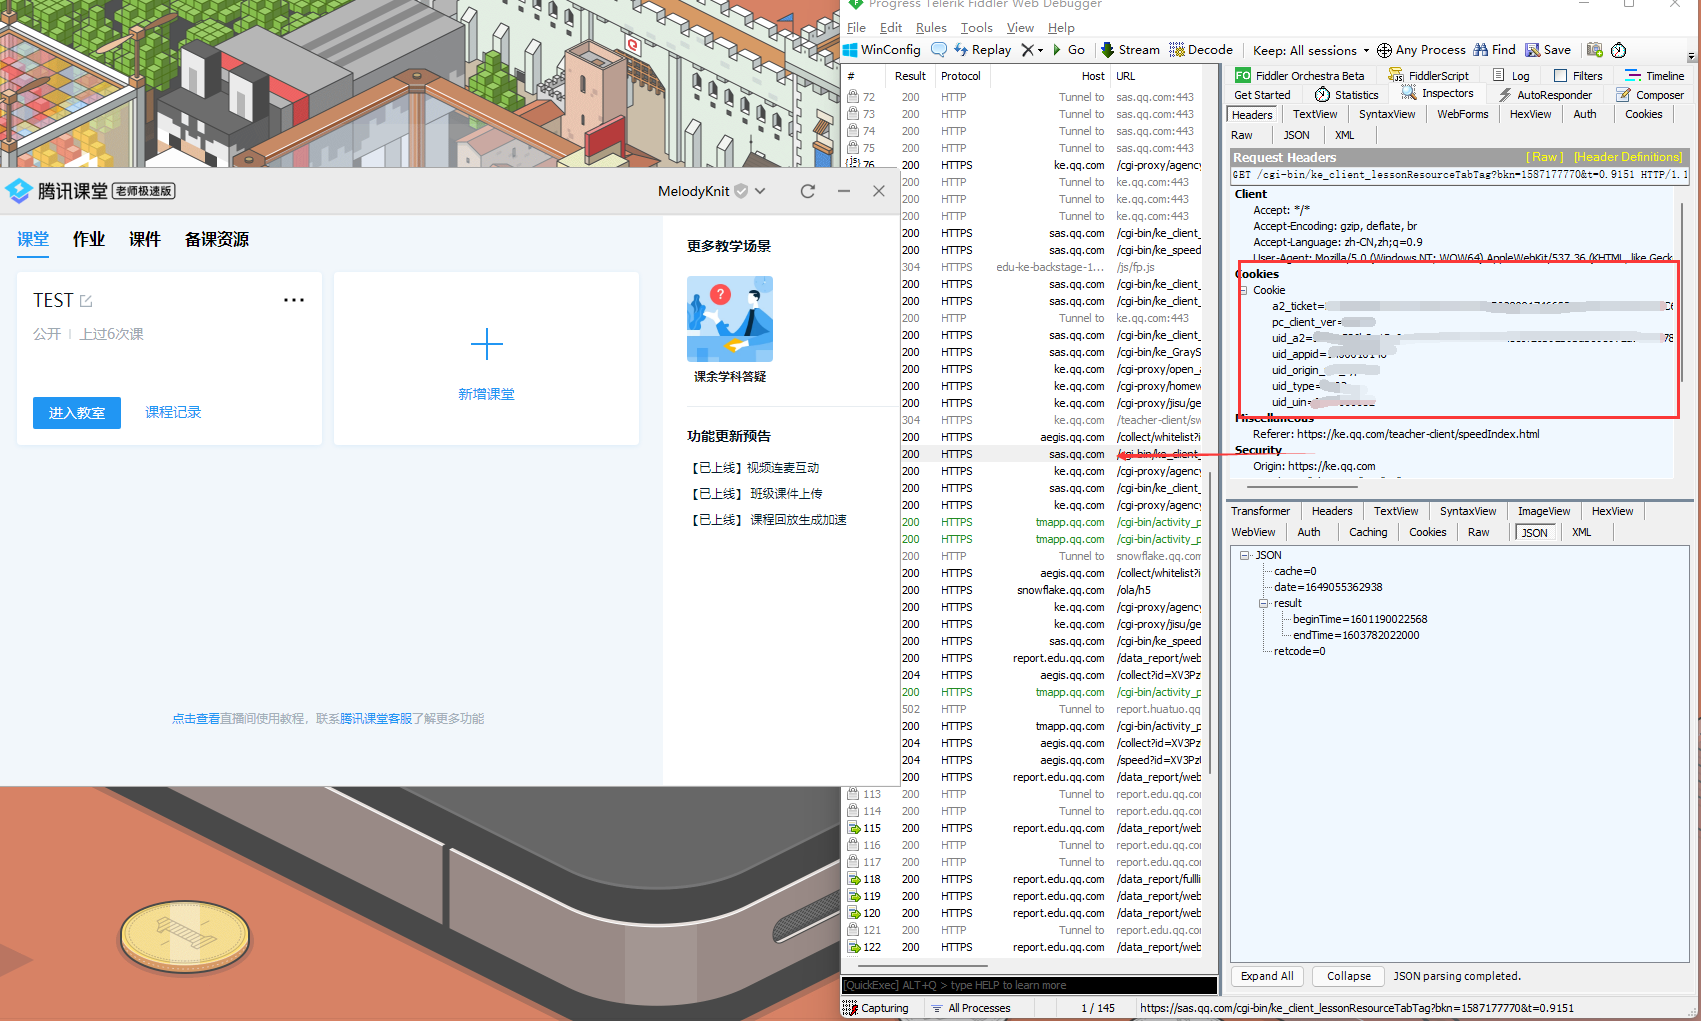 腾讯课堂 老师极速版
MelodyKnit
课堂 作业 课件 备课资源
TEST
公开 | 上过6次课
进入教室 课程记录
新增课堂
更多教学场景
课余学科答疑
功能更新预告
【已上线】视频连麦互动
【已上线】 班级课件上传
【已上线】 课程回放生成加速
点击查看直播间使用教程，联系腾讯课堂客服了解更多功能
Progress Telerik Fiddler Web Debugger
File Edit Rules Tools View Help
WinConfig Replay Go Stream Decode Keep: All sessions Any Process Find Save
# Result Protocol Host URL
72 200 HTTP Tunnel to sas.qq.com:443
73 200 HTTP Tunnel to sas.qq.com:443
74 200 HTTP Tunnel to sas.qq.com:443
75 200 HTTP Tunnel to sas.qq.com:443
76 200 HTTPS ke.qq.com /cgi-proxy/agency
200 HTTP Tunnel to ke.qq.com:443
200 HTTP Tunnel to ke.qq.com:443
200 HTTP Tunnel to ke.qq.com:443
200 HTTPS sas.qq.com /cgi-bin/ke_client_
200 HTTPS sas.qq.com /cgi-bin/ke_speed
304 HTTPS edu-ke-backstage-1... /js/fp.js
200 HTTPS sas.qq.com /cgi-bin/ke_client_
200 HTTPS sas.qq.com /cgi-bin/ke_client_
200 HTTP Tunnel to ke.qq.com:443
200 HTTPS sas.qq.com /cgi-bin/ke_client_
200 HTTPS sas.qq.com /cgi-bin/ke_GrayS
200 HTTPS ke.qq.com /cgi-proxy/open_
200 HTTPS ke.qq.com /cgi-proxy/homew
200 HTTPS ke.qq.com /cgi-proxy/jisu/ge
304 HTTPS ke.qq.com /teacher-client/sw
200 HTTPS aegis.qq.com /collect/whitelist?i
200 HTTPS sas.qq.com /cgi-bin/ke_client_
200 HTTPS ke.qq.com /cgi-proxy/agency
200 HTTPS sas.qq.com /cgi-bin/ke_client_
200 HTTPS ke.qq.com /cgi-proxy/agency
200 HTTPS tmapp.qq.com /cgi-bin/activity_p
200 HTTPS tmapp.qq.com /cgi-bin/activity_p
200 HTTP Tunnel to snowflake.qq.com
200 HTTPS aegis.qq.com /collect/whitelist?i
200 HTTPS snowflake.qq.com /ola/h5
200 HTTPS ke.qq.com /cgi-proxy/agency
200 HTTPS ke.qq.com /cgi-proxy/jisu/ge
200 HTTPS sas.qq.com /cgi-bin/ke_speed
200 HTTPS report.edu.qq.com /data_report/web
204 HTTPS aegis.qq.com /collect?id=XV3Pz
200 HTTPS tmapp.qq.com /cgi-bin/activity_p
502 HTTP Tunnel to report.huatuo.qq
200 HTTPS tmapp.qq.com /cgi-bin/activity_p
204 HTTPS aegis.qq.com /collect?id=XV3Pz
204 HTTPS aegis.qq.com /speed?id=XV3Pz
200 HTTPS report.edu.qq.com /data_report/web
113 200 HTTP Tunnel to report.edu.qq.co
114 200 HTTP Tunnel to report.edu.qq.co
115 200 HTTPS report.edu.qq.com /data_report/web
116 200 HTTP Tunnel to report.edu.qq.co
117 200 HTTP Tunnel to report.edu.qq.co
118 200 HTTPS report.edu.qq.com /data_report/fulli
119 200 HTTPS report.edu.qq.com /data_report/web
120 200 HTTPS report.edu.qq.com /data_report/web
121 200 HTTP Tunnel to report.edu.qq.co
122 200 HTTPS report.edu.qq.com /data_report/web
[QuickExec] ALT+Q > type HELP to learn more
Capturing All Processes 1 / 145 https://sas.qq.com/cgi-bin/ke_client_lessonResourceTabTag?bkn=1587177770&t=0.9151
FO Fiddler Orchestra Beta FiddlerScript Log Filters Timeline
Get Started Statistics Inspectors AutoResponder Composer
Headers TextView SyntaxView WebForms HexView Auth Cookies
Raw JSON XML
Request Headers [ Raw ] [Header Definitions]
GET /cgi-bin/ke_client_lessonResourceTabTag?bkn=1587177770&t=0.9151 HTTP/1.1
Client
Accept: */*
Accept-Encoding: gzip, deflate, br
Accept-Language: zh-CN,zh;q=0.9
User-Agent: Mozilla/5.0 (Windows NT; WOW64) AppleWebKit/537.36 (KHTML, like Geck
Cookies
Cookie
a2_ticket=
pc_client_ver=
uid_a2=
uid_appid=
uid_origin_
uid_type=
uid_uin=
Miscellaneous
Referer: https://ke.qq.com/teacher-client/speedIndex.html
Security
Origin: https://ke.qq.com
Transformer Headers TextView SyntaxView ImageView HexView
WebView Auth Caching Cookies Raw JSON XML
JSON
cache=0
date=1649055362938
result
beginTime=1601190022568
endTime=1603782022000
retcode=0
Expand All Collapse JSON parsing completed.